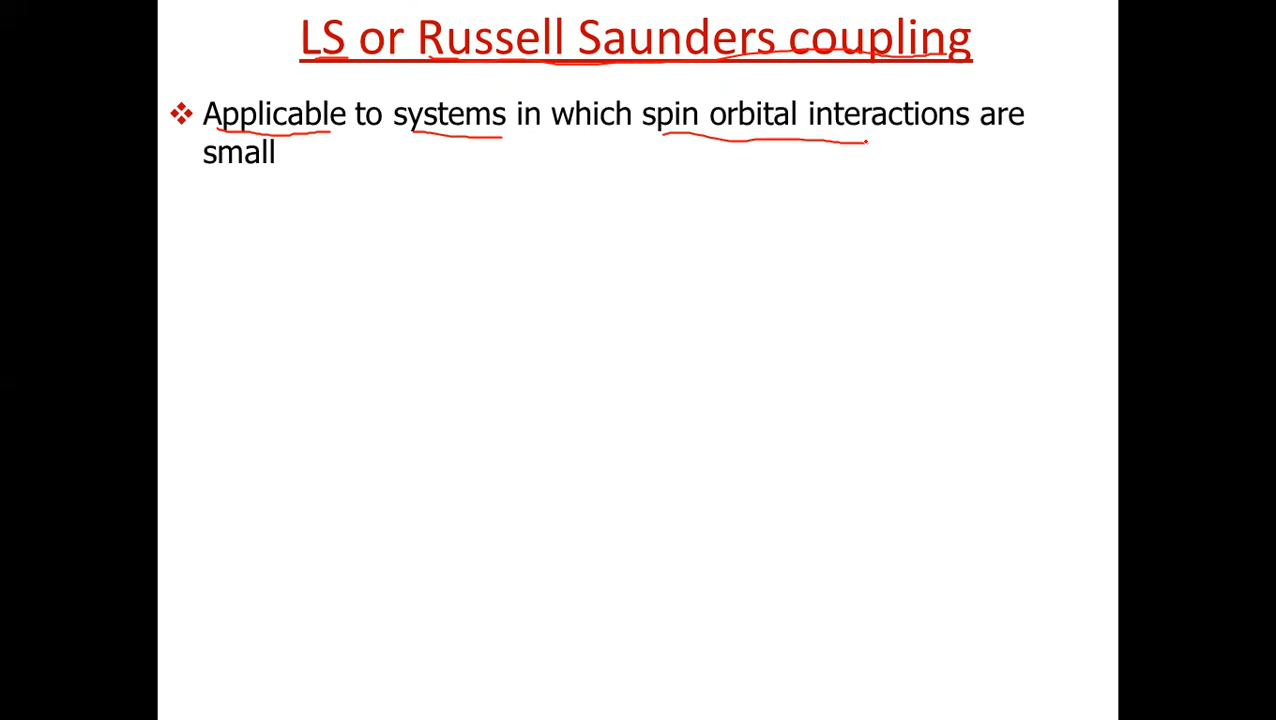 LS or Russell Saunders coupling
Applicable to systems in which spin orbital interactions are
small